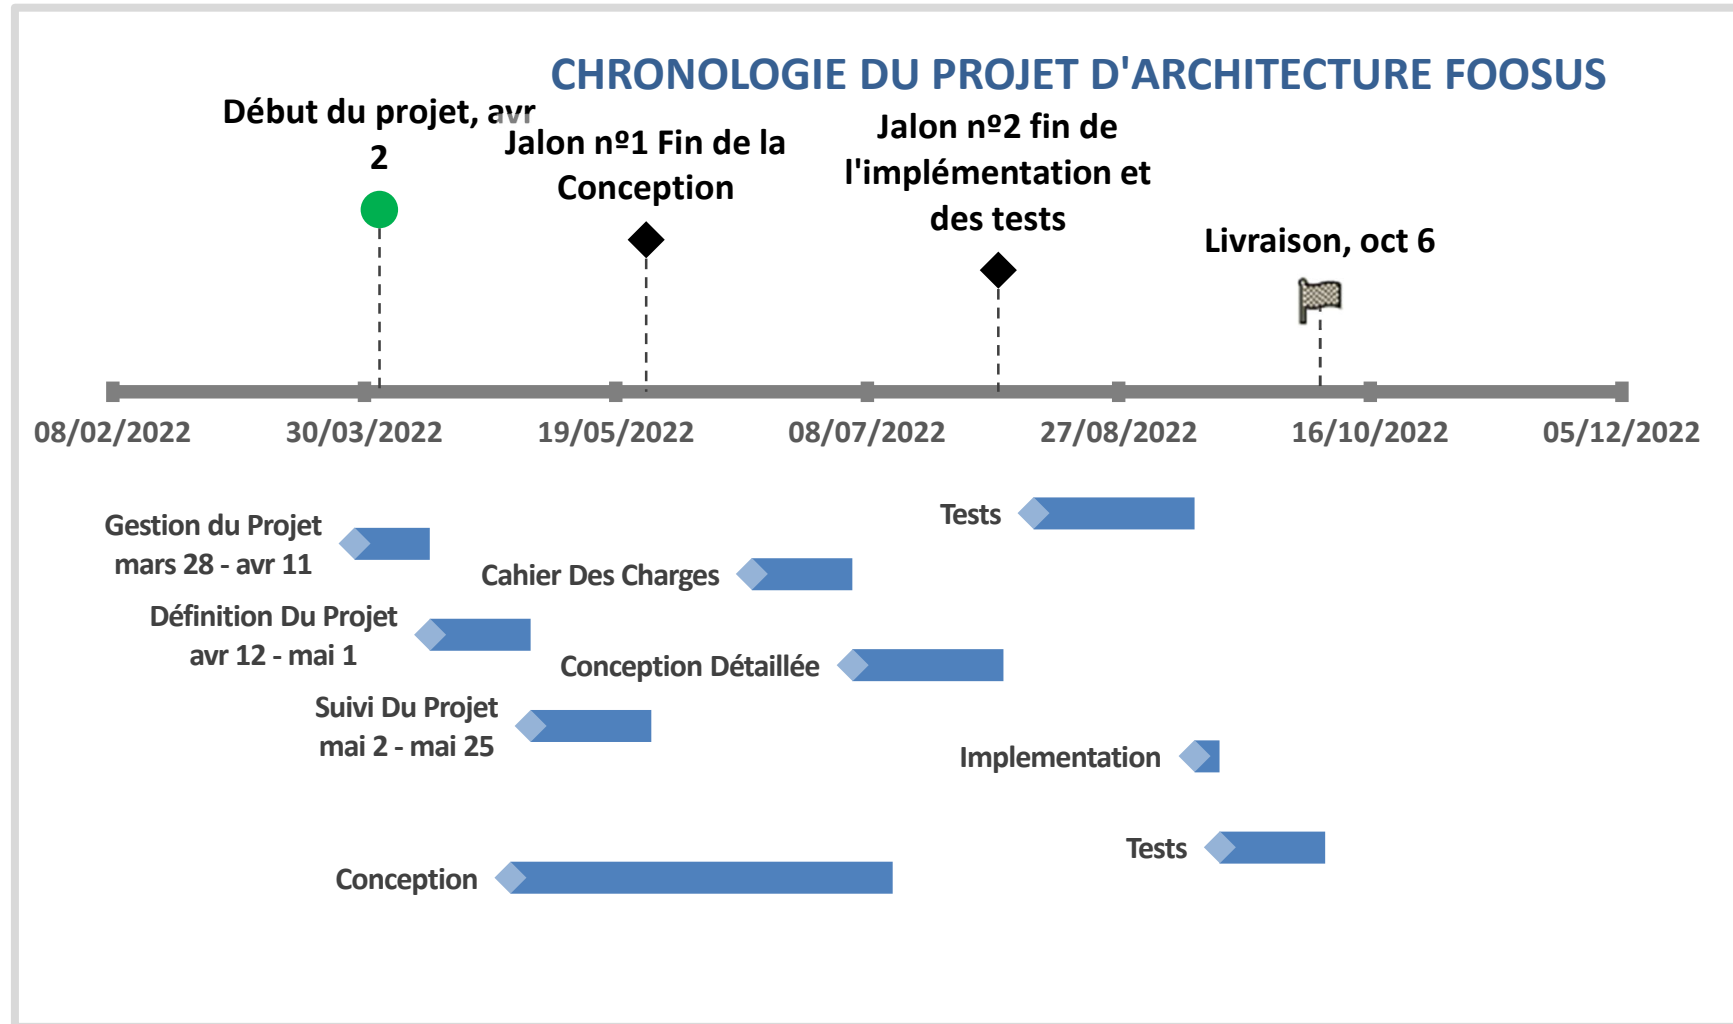 CHRONOLOGIE DU PROJET D'ARCHITECTURE FOOSUS
Début du projet, avr
2
Jalon nº1 Fin de la
Conception
Jalon nº2 fin de
l'implémentation et
des tests
Livraison, oct 6
08/02/2022
30/03/2022
19/05/2022
08/07/2022
27/08/2022
16/10/2022
05/12/2022
Tests
Gestion du Projet
mars 28 - avr 11
Cahier Des Charges
Définition Du Projet
avr 12 - mai 1
Conception Détaillée
Suivi Du Projet
mai 2 - mai 25
Implementation
Tests
Conception